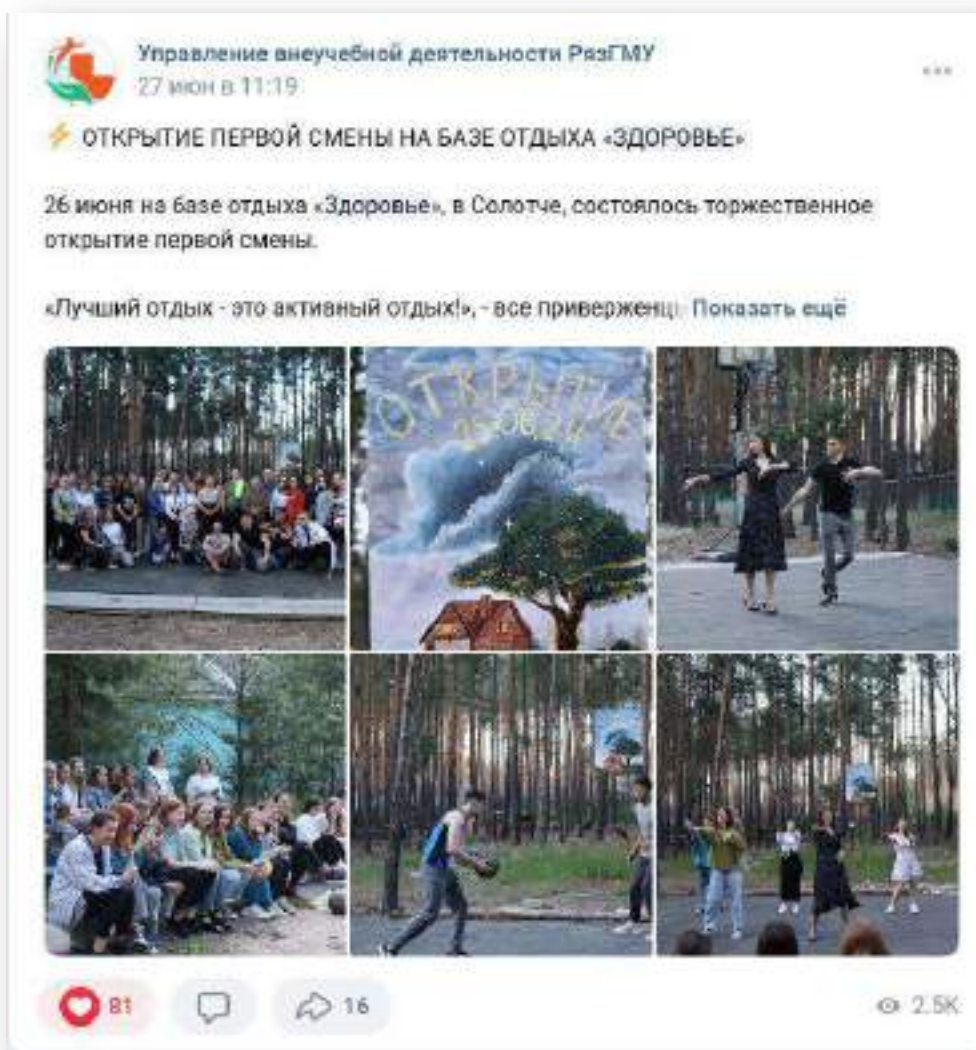 Управление внеучебной деятельности РязГМУ
27 июн в 11:19
ОТКРЫТИЕ ПЕРВОЙ СМЕНЫ НА БАЗЕ ОТДЫХА «ЗДОРОВЬЕ»
26 июня на базе отдыха «Здоровье», в Солотче, состоялось торжественное
открытие первой смены.
«Лучший отдых - это активный отдых!», - все приверженц Показать ещё
ОТКРЫТИЕ
81
16
2.5K